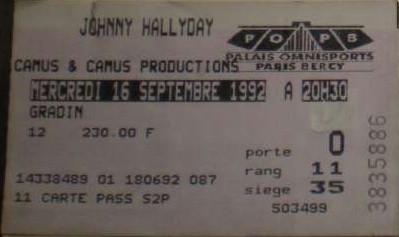 JOHNNY HALLYDAY
POPB
PALAIS OMNISPORTS
PARIS BERCY
CAMUS & CAMUS PRODUCTIONS
MERCREDI 16 SEPTEMBRE 1992 A 20H30
GRADIN
12 230.00 F
porte 0
rang 11
14338489 01 180692 087
siege 35
11 CARTE PASS S2P
S03499
3835886